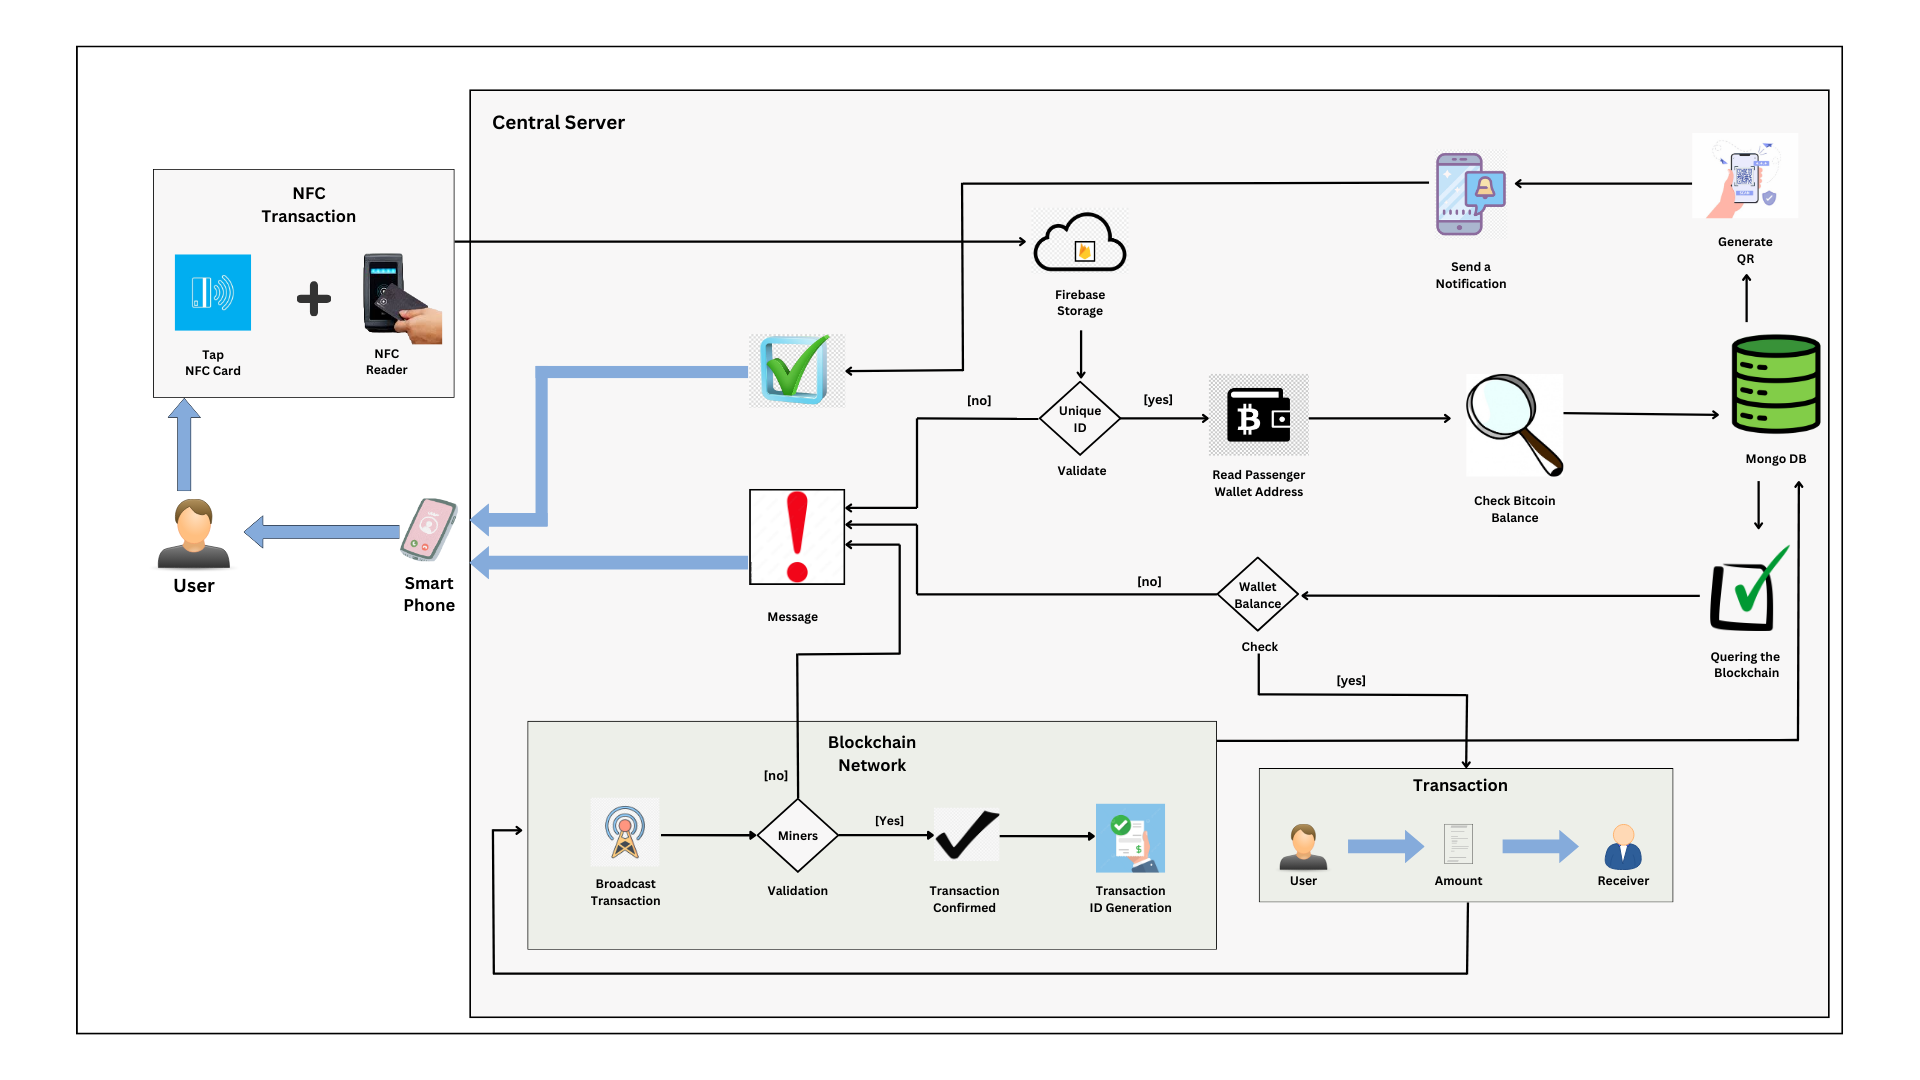 Central Server
NFC
Transaction
Tap
NFC Card
NFC
Reader
User
Smart
Phone
Firebase
Storage
Send a
Notification
Generate
QR
[no]
Unique
ID
Validate
[yes]
Read Passenger
Wallet Address
Check Bitcoin
Balance
Mongo DB
Message
[no]
Wallet
Balance
Check
[yes]
Quering the
Blockchain
Blockchain
Network
[no]
Broadcast
Transaction
Miners
Validation
[Yes]
Transaction
Confirmed
Transaction
ID Generation
Transaction
User
Amount
Receiver